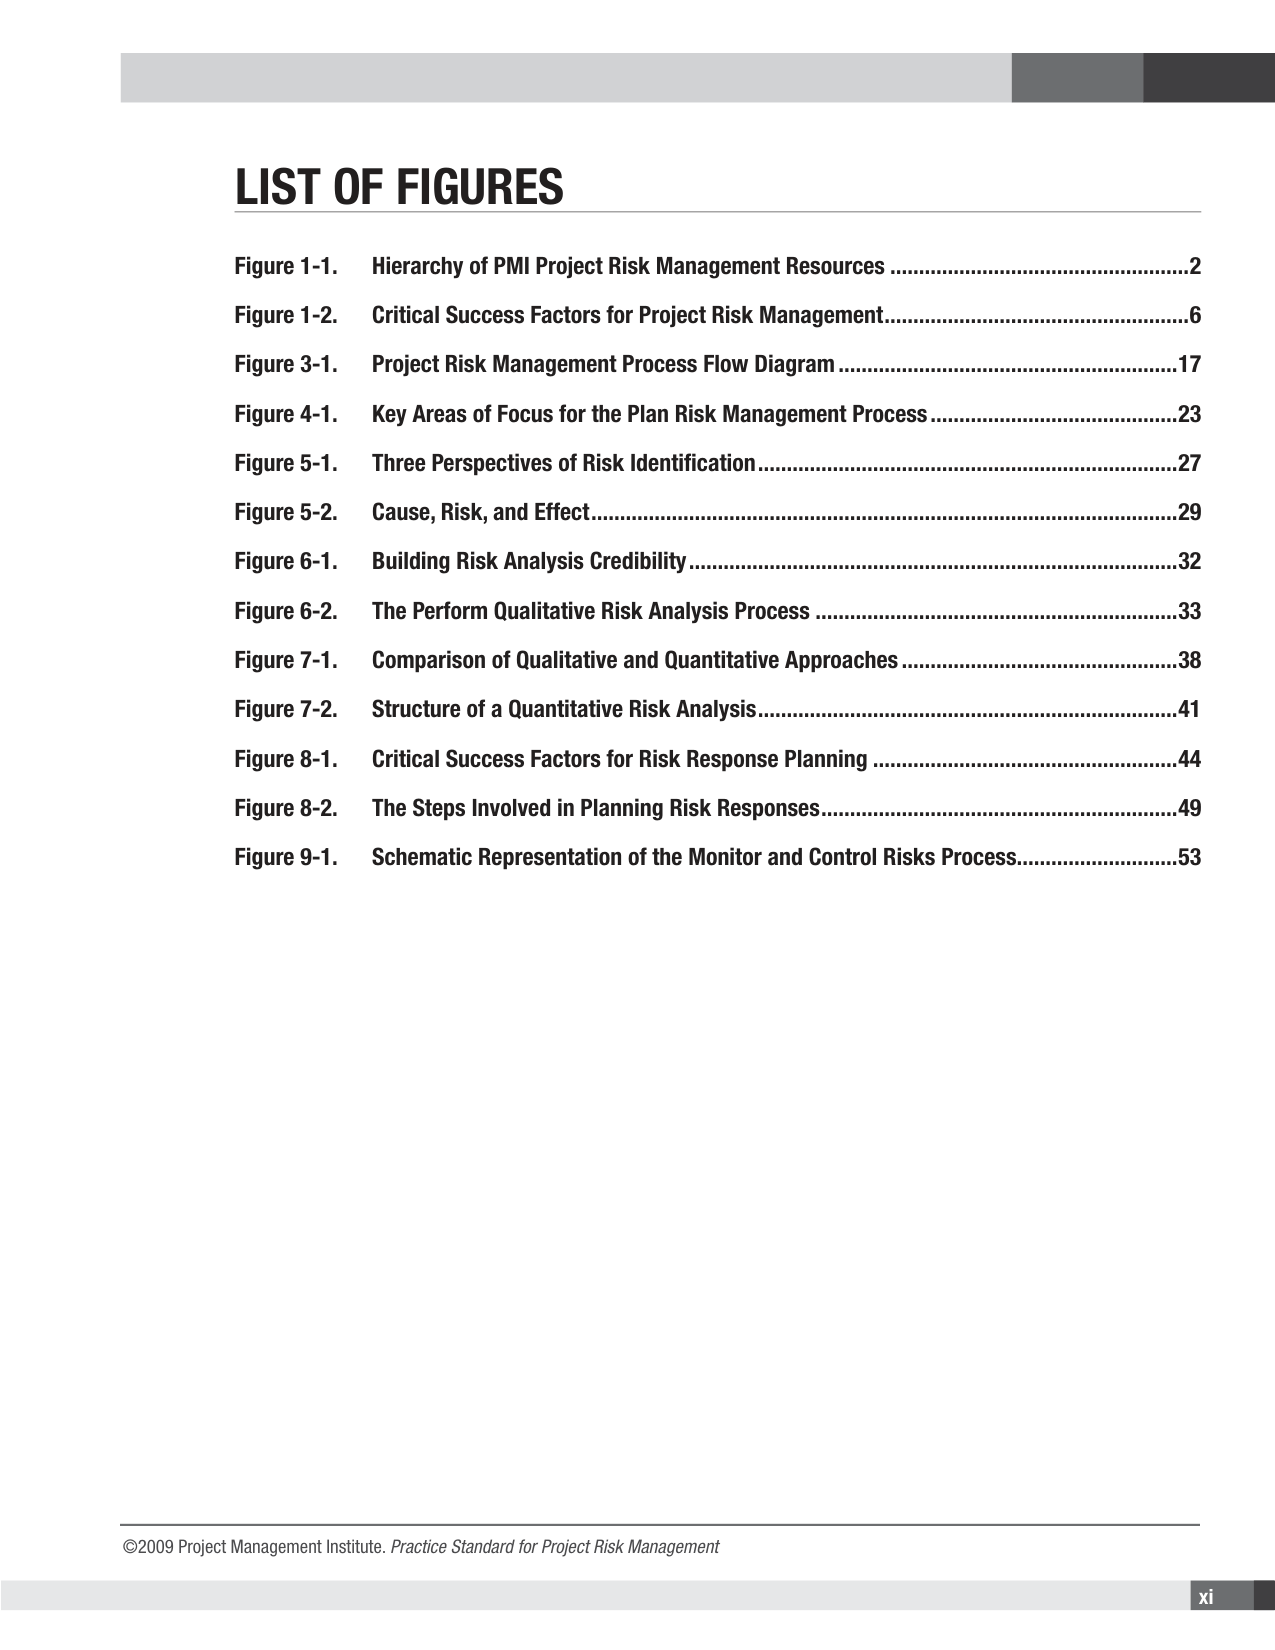 LIST OF FIGURES
Figure 1-1. Hierarchy of PMI Project Risk Management Resources ....................................................2
Figure 1-2. Critical Success Factors for Project Risk Management.....................................................6
Figure 3-1. Project Risk Management Process Flow Diagram ...........................................................17
Figure 4-1. Key Areas of Focus for the Plan Risk Management Process ...........................................23
Figure 5-1. Three Perspectives of Risk Identification.........................................................................27
Figure 5-2. Cause, Risk, and Effect......................................................................................................29
Figure 6-1. Building Risk Analysis Credibility.....................................................................................32
Figure 6-2. The Perform Qualitative Risk Analysis Process ...............................................................33
Figure 7-1. Comparison of Qualitative and Quantitative Approaches ................................................38
Figure 7-2. Structure of a Quantitative Risk Analysis.........................................................................41
Figure 8-1. Critical Success Factors for Risk Response Planning .....................................................44
Figure 8-2. The Steps Involved in Planning Risk Responses..............................................................49
Figure 9-1. Schematic Representation of the Monitor and Control Risks Process............................53
©2009 Project Management Institute. Practice Standard for Project Risk Management
xi